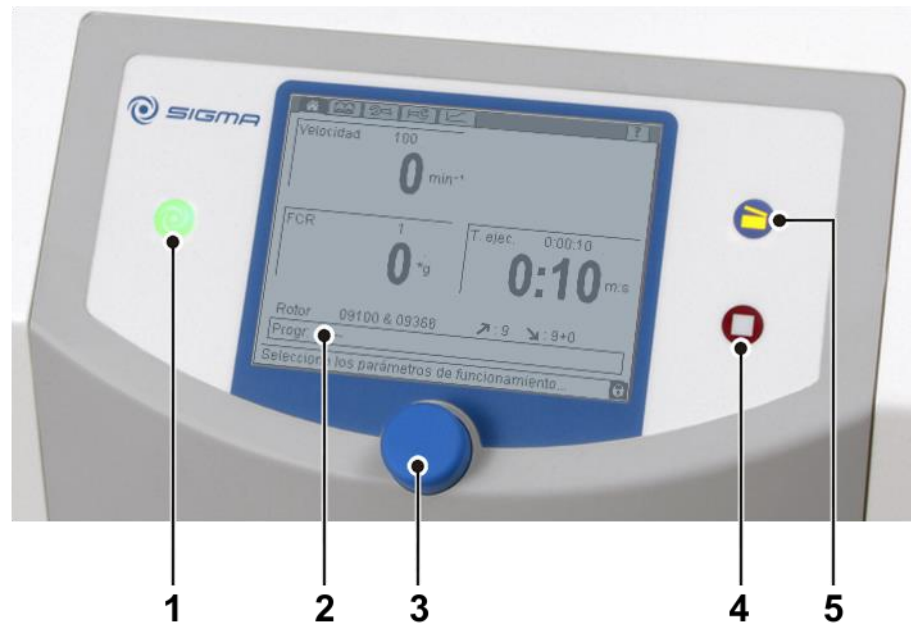 SIGMA
?
Velocidad 100
0 min⁻¹
FCR 1
0 *g
T. ejec. 0:00:10
0:10 m:s
Rotor 09100 & 09366 ↗: 9 ↘: 9+0
Progr.
Seleccione los parámetros de funcionamiento...
1 2 3 4 5